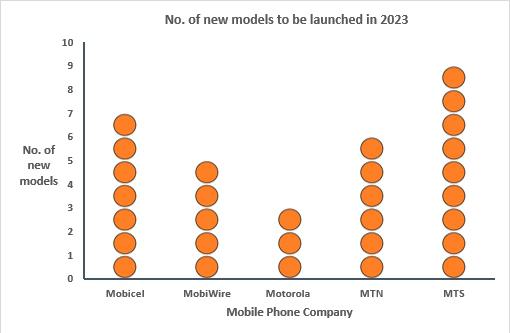 No. of new models to be launched in 2023
10
9
8
7
6
5
4
3
2
1
0
No. of
new
models
Mobicel MobiWire Motorola MTN MTS
Mobile Phone Company